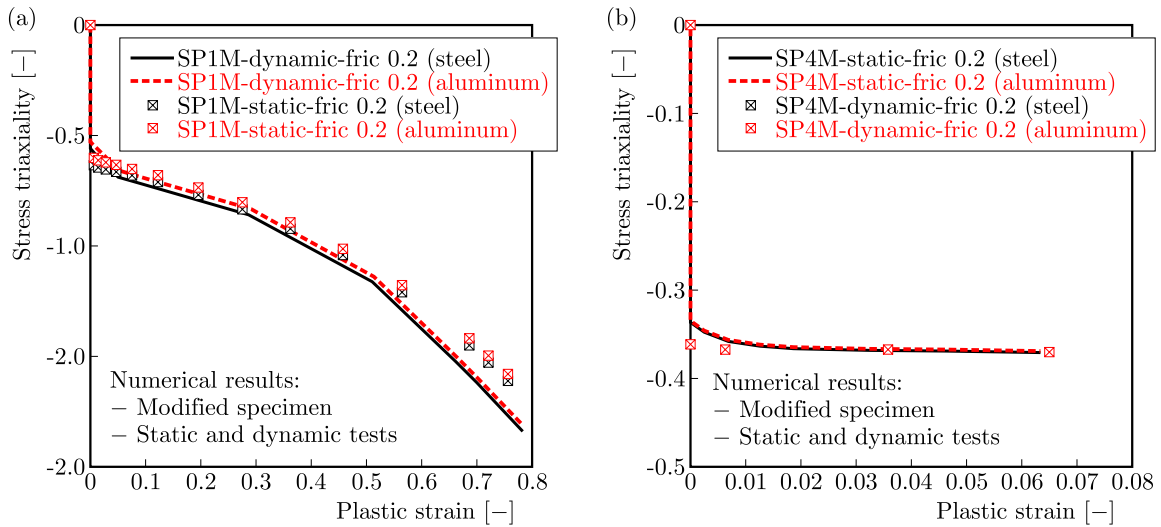 (a)
0
-0.5
-1.0
-2.0
-2.0
Stress triaxiality [−]
SP1M-dynamic-fric 0.2 (steel)
SP1M-dynamic-fric 0.2 (aluminum)
SP1M-static-fric 0.2 (steel)
SP1M-static-fric 0.2 (aluminum)
Numerical results:
− Modified specimen
− Static and dynamic tests
0 0.1 0.2 0.3 0.4 0.5 0.6 0.7 0.8
Plastic strain [−]
(b)
0
-0.1
-0.2
-0.3
-0.4
-0.5
Stress triaxiality [−]
SP4M-static-fric 0.2 (steel)
SP4M-static-fric 0.2 (aluminum)
SP4M-dynamic-fric 0.2 (steel)
SP4M-dynamic-fric 0.2 (aluminum)
Numerical results:
− Modified specimen
− Static and dynamic tests
0 0.01 0.02 0.03 0.04 0.05 0.06 0.07 0.08
Plastic strain [−]